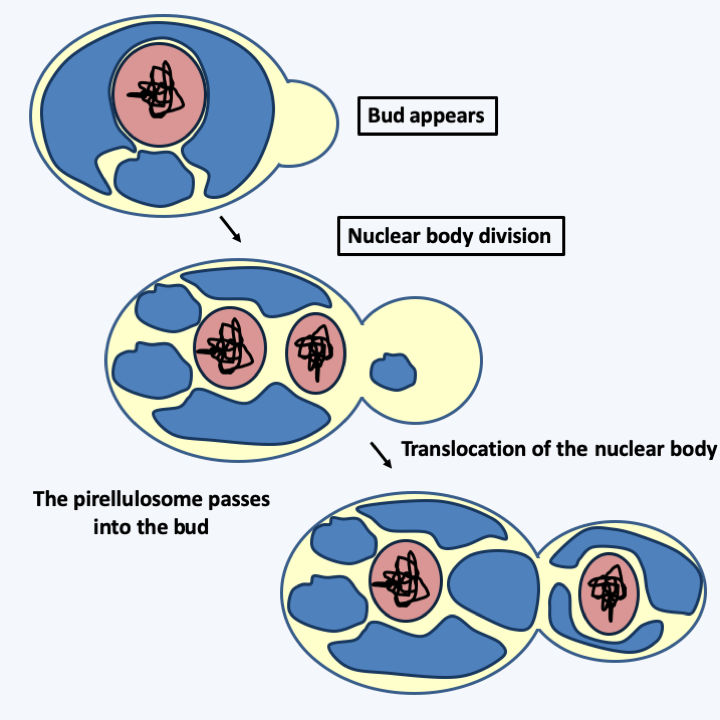 Bud appears
Nuclear body division
Translocation of the nuclear body
The pirellulosome passes
into the bud